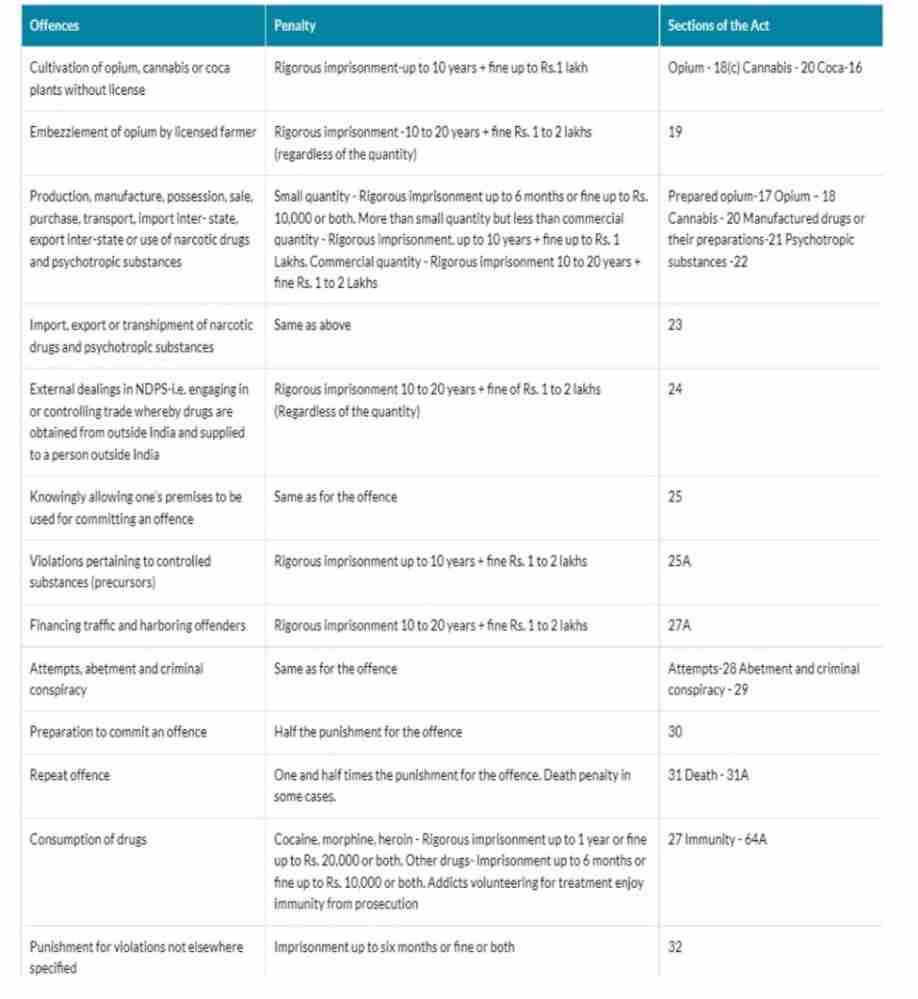 Offences Penalty Sections of the Act
Cultivation of opium, cannabis or coca
plants without license
Rigorous imprisonment-up to 10 years + fine up to Rs.1 lakh
Opium - 18(c) Cannabis - 20 Coca-16
Embezzlement of opium by licensed farmer
Rigorous imprisonment -10 to 20 years + fine Rs. 1 to 2 lakhs
(regardless of the quantity)
19
Production, manufacture, possession, sale,
purchase, transport, import inter- state,
export inter-state or use of narcotic drugs
and psychotropic substances
Small quantity - Rigorous imprisonment up to 6 months or fine up to Rs.
10,000 or both. More than small quantity but less than commercial
quantity - Rigorous imprisonment. up to 10 years + fine up to Rs. 1
Lakhs. Commercial quantity - Rigorous imprisonment 10 to 20 years +
fine Rs. 1 to 2 Lakhs
Prepared opium-17 Opium – 18
Cannabis - 20 Manufactured drugs or
their preparations-21 Psychotropic
substances -22
Import, export or transhipment of narcotic
drugs and psychotropic substances
Same as above
23
External dealings in NDPS-i.e. engaging in
or controlling trade whereby drugs are
obtained from outside India and supplied
to a person outside India
Rigorous imprisonment 10 to 20 years + fine of Rs. 1 to 2 lakhs
(Regardless of the quantity)
24
Knowingly allowing one's premises to be
used for committing an offence
Same as for the offence
25
Violations pertaining to controlled
substances (precursors)
Rigorous imprisonment up to 10 years + fine Rs. 1 to 2 lakhs
25A
Financing traffic and harboring offenders
Rigorous imprisonment 10 to 20 years + fine Rs. 1 to 2 lakhs
27A
Attempts, abetment and criminal
conspiracy
Same as for the offence
Attempts-28 Abetment and criminal
conspiracy - 29
Preparation to commit an offence
Half the punishment for the offence
30
Repeat offence
One and half times the punishment for the offence. Death penalty in
some cases.
31 Death - 31A
Consumption of drugs
Cocaine, morphine, heroin - Rigorous imprisonment up to 1 year or fine
up to Rs. 20,000 or both. Other drugs- Imprisonment up to 6 months or
fine up to Rs. 10,000 or both. Addicts volunteering for treatment enjoy
immunity from prosecution
27 Immunity - 64A
Punishment for violations not elsewhere
specified
Imprisonment up to six months or fine or both
32